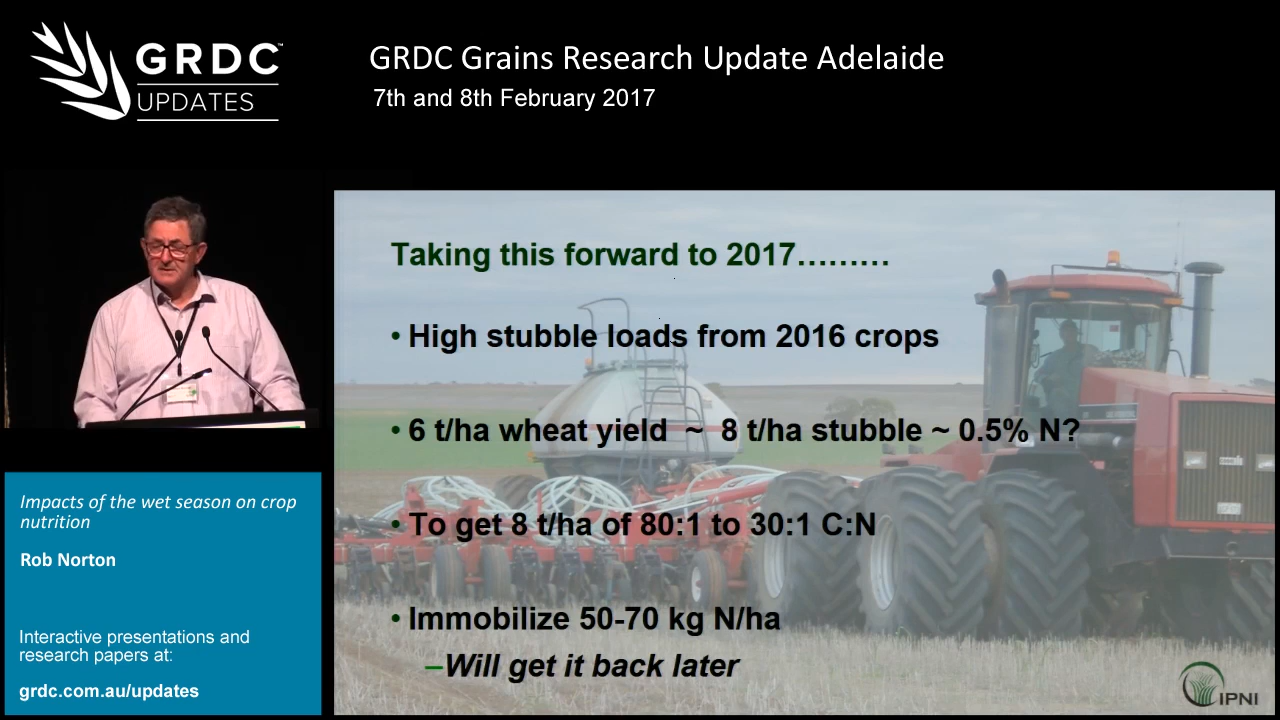 GRDC™
UPDATES
GRDC Grains Research Update Adelaide
7th and 8th February 2017
Taking this forward to 2017.........
• High stubble loads from 2016 crops
• 6 t/ha wheat yield ~ 8 t/ha stubble ~ 0.5% N?
• To get 8 t/ha of 80:1 to 30:1 C:N
• Immobilize 50-70 kg N/ha
–Will get it back later
IPNI
Impacts of the wet season on crop
nutrition
Rob Norton
Interactive presentations and
research papers at:
grdc.com.au/updates